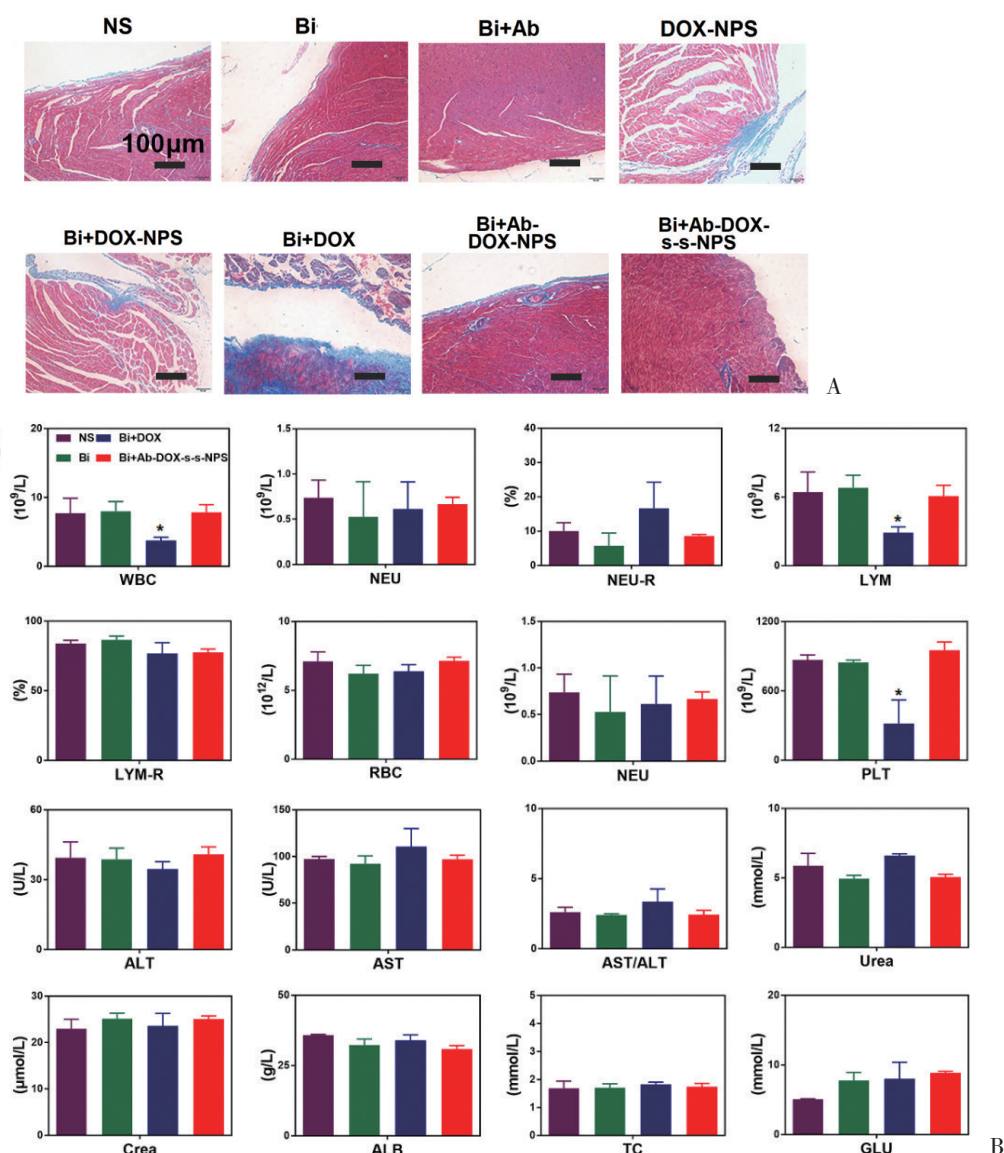 NS
Bi
Bi+Ab
DOX-NPS
100μm
Bi+DOX-NPS
Bi+DOX
Bi+Ab-
DOX-NPS
Bi+Ab-DOX-
s-s-NPS
A
20
10
0
(10⁹/L)
NS
Bi+DOX
Bi
Bi+Ab-DOX-s-s-NPS
*
WBC
1.5
1.0
0.5
0.0
(10⁹/L)
NEU
40
30
20
10
0
(%)
NEU-R
12
6
0
(10⁹/L)
*
LYM
100
50
0
(%)
LYM-R
10
5
0
(10¹²/L)
RBC
1.5
1.0
0.5
0.0
(10⁹/L)
NEU
1200
600
0
(10⁹/L)
*
PLT
60
30
0
(U/L)
ALT
150
100
50
0
(U/L)
AST
10
5
0
AST/ALT
10
5
0
(mmol/L)
Urea
30
20
10
0
(μmol/L)
Crea
50
25
0
(g/L)
ALB
5
4
3
2
1
0
(mmol/L)
TC
20
10
0
(mmol/L)
GLU
B